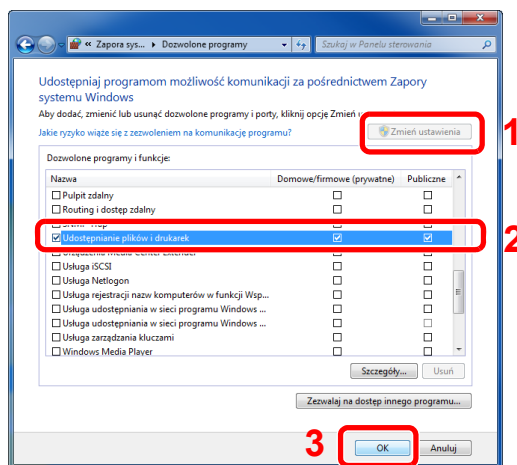 « Zapora sys... ▸ Dozwolone programy
Szukaj w Panelu sterowania
Udostępniaj programom możliwość komunikacji za pośrednictwem Zapory
systemu Windows
Aby dodać, zmienić lub usunąć dozwolone programy i porty, kliknij opcję Zmień
Jakie ryzyko wiąże się z zezwoleniem na komunikację programu?
Zmień ustawienia
1
Dozwolone programy i funkcje:
Nazwa Domowe/firmowe (prywatne) Publiczne
Pulpit zdalny
Routing i dostęp zdalny
Udostępnianie plików i drukarek
2
Urządzenia Media Center Extender
Usługa iSCSI
Usługa Netlogon
Usługa rejestracji nazw komputerów w funkcji Wsp...
Usługa udostępniania w sieci programu Windows ...
Usługa udostępniania w sieci programu Windows ...
Usługa zarządzania kluczami
Windows Media Player
Szczegóły... Usuń
Zezwalaj na dostęp innego programu...
3
OK Anuluj